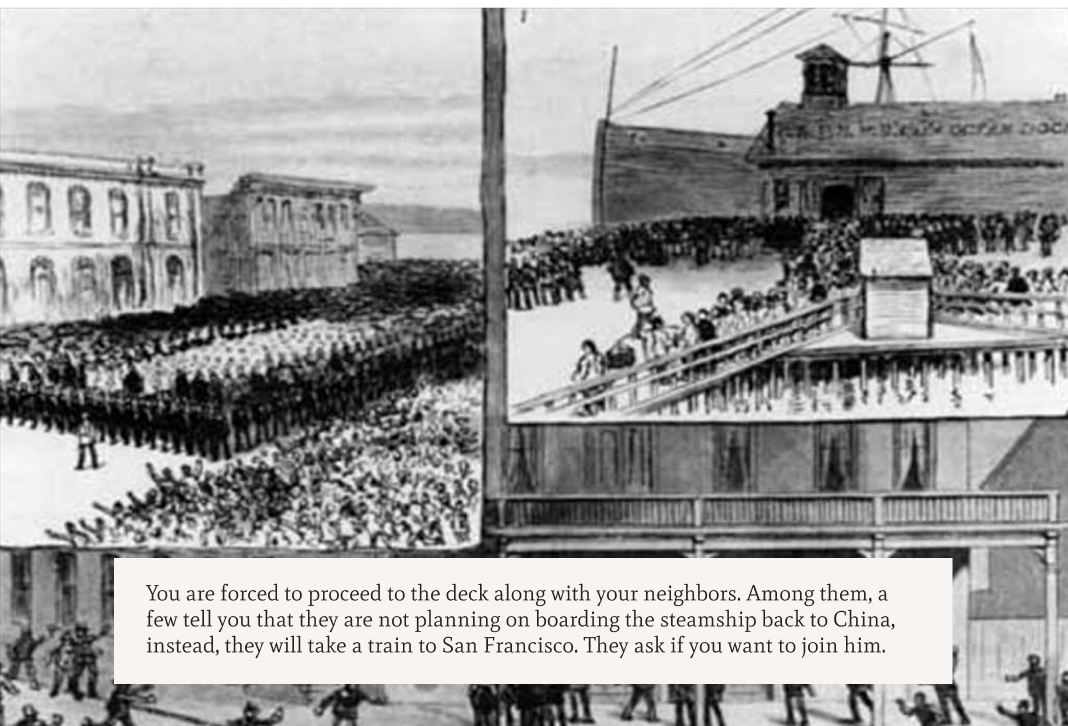 You are forced to proceed to the deck along with your neighbors. Among them, a
few tell you that they are not planning on boarding the steamship back to China,
instead, they will take a train to San Francisco. They ask if you want to join him.